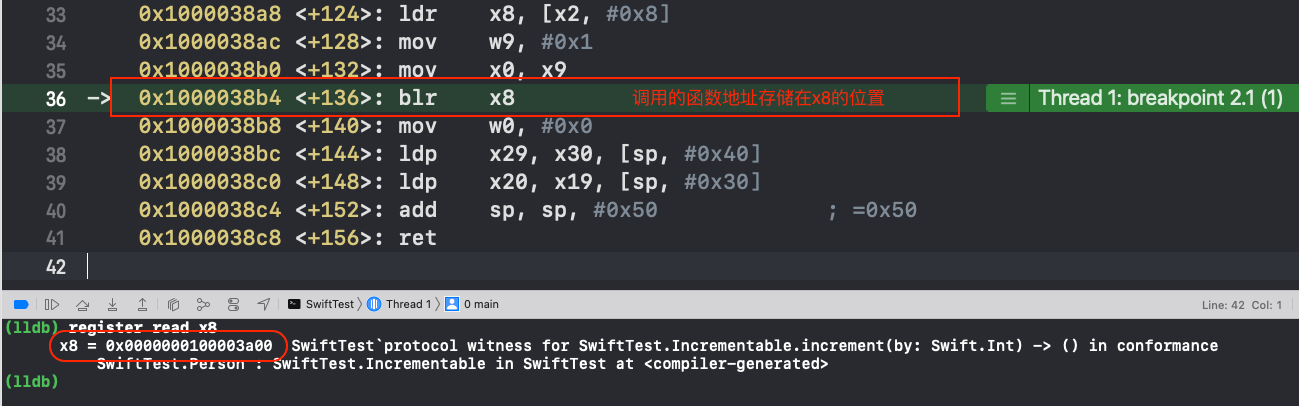 33 0x1000038a8 <+124>: ldr x8, [x2, #0x8]
34 0x1000038ac <+128>: mov w9, #0x1
35 0x1000038b0 <+132>: mov x0, x9
36 -> 0x1000038b4 <+136>: blr x8 调用的函数地址存储在x8的位置 Thread 1: breakpoint 2.1 (1)
37 0x1000038b8 <+140>: mov w0, #0x0
38 0x1000038bc <+144>: ldp x29, x30, [sp, #0x40]
39 0x1000038c0 <+148>: ldp x20, x19, [sp, #0x30]
40 0x1000038c4 <+152>: add sp, sp, #0x50 ; =0x50
41 0x1000038c8 <+156>: ret
42
SwiftTest Thread 1 0 main Line: 42 Col: 1
(lldb) register read x8
x8 = 0x0000000100003a00 SwiftTest`protocol witness for SwiftTest.Incrementable.increment(by: Swift.Int) -> () in conformance
SwiftTest.Person : SwiftTest.Incrementable in SwiftTest at <compiler-generated>
(lldb)